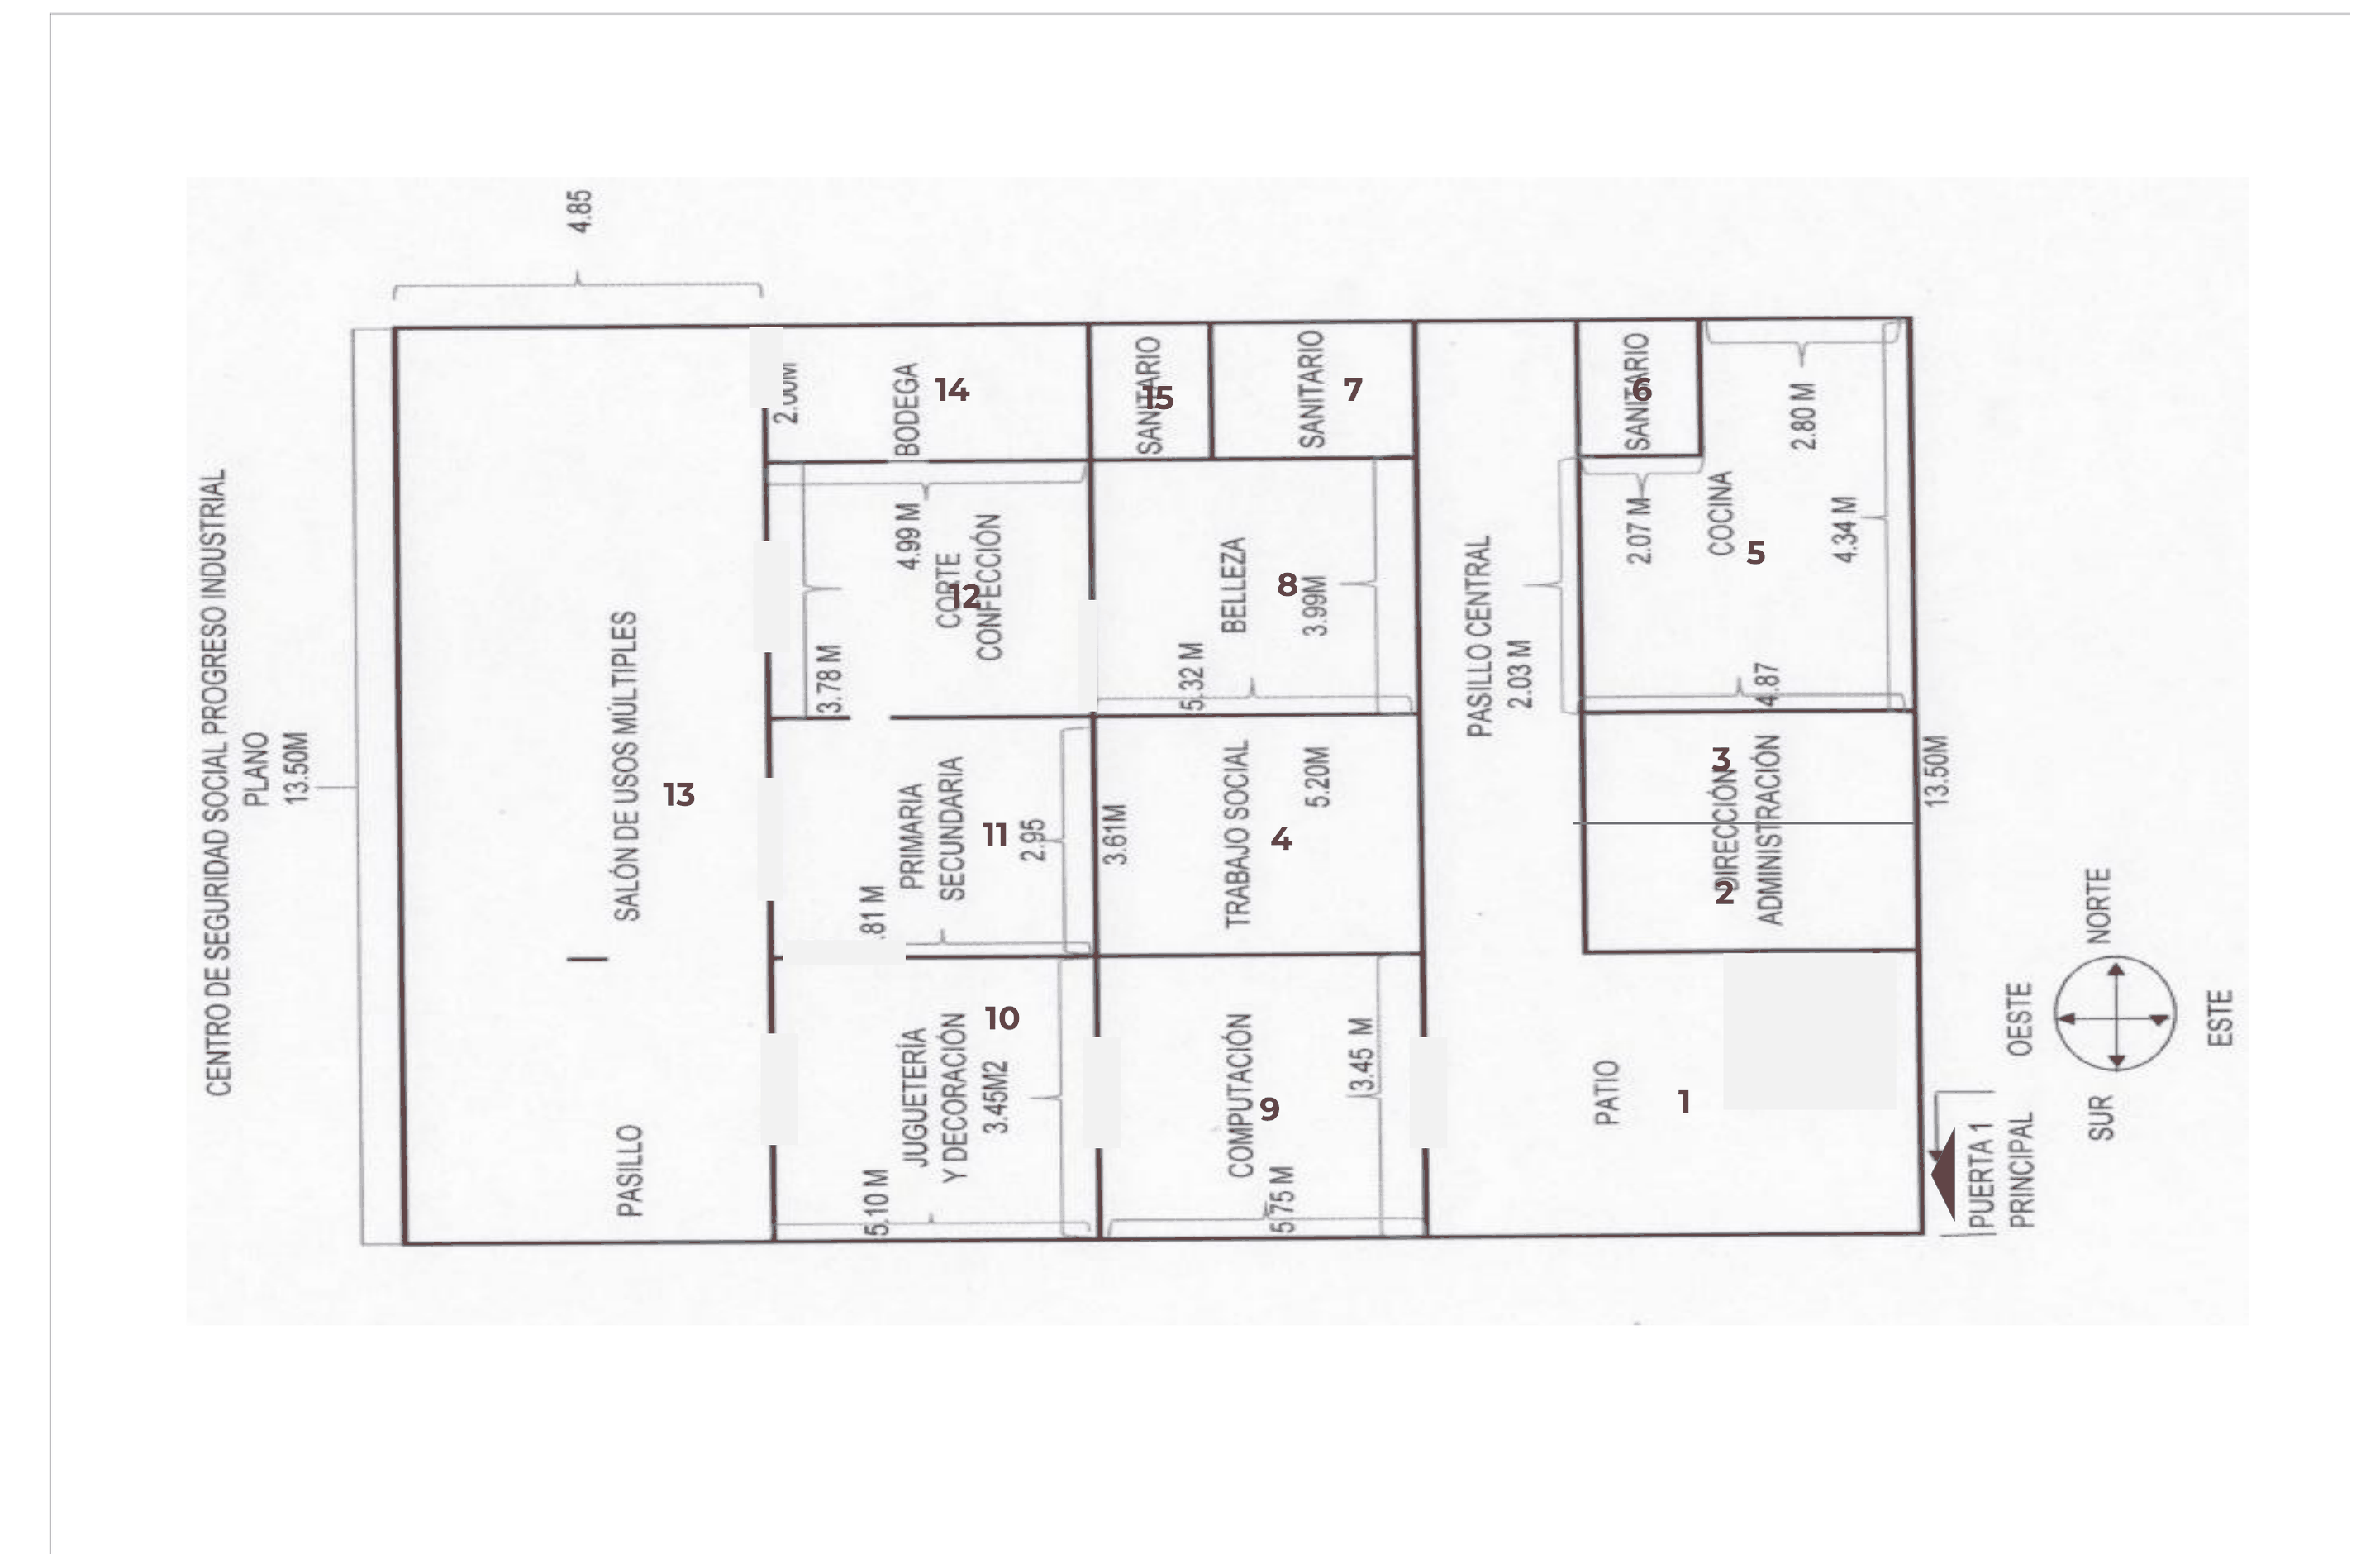 CENTRO DE SEGURIDAD SOCIAL PROGRESO INDUSTRIAL
PLANO
13.50M
4.85
SALÓN DE USOS MÚLTIPLES
13
PASILLO
BODEGA
14
4.99 M
CORTE
CONFECCIÓN
12
3.78 M
PRIMARIA
SECUNDARIA
11
2.95
.81 M
JUGUETERÍA
Y DECORACIÓN
3.45M2
10
5.10 M
SANITARIO
15
SANITARIO
7
BELLEZA
8
3.99M
5.32 M
TRABAJO SOCIAL
4
5.20M
3.61M
COMPUTACIÓN
9
3.45 M
5.75 M
PASILLO CENTRAL
2.03 M
SANITARIO
6
2.80 M
2.07 M
COCINA
5
4.34 M
4.87
3
DIRECCIÓN
ADMINISTRACIÓN
2
13.50M
PATIO
1
PUERTA 1
PRINCIPAL
NORTE
OESTE
ESTE
SUR